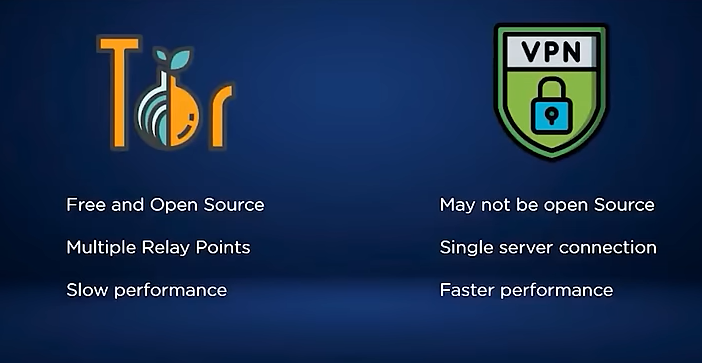 Tor
VPN
Free and Open Source
May not be open Source
Multiple Relay Points
Single server connection
Slow performance
Faster performance